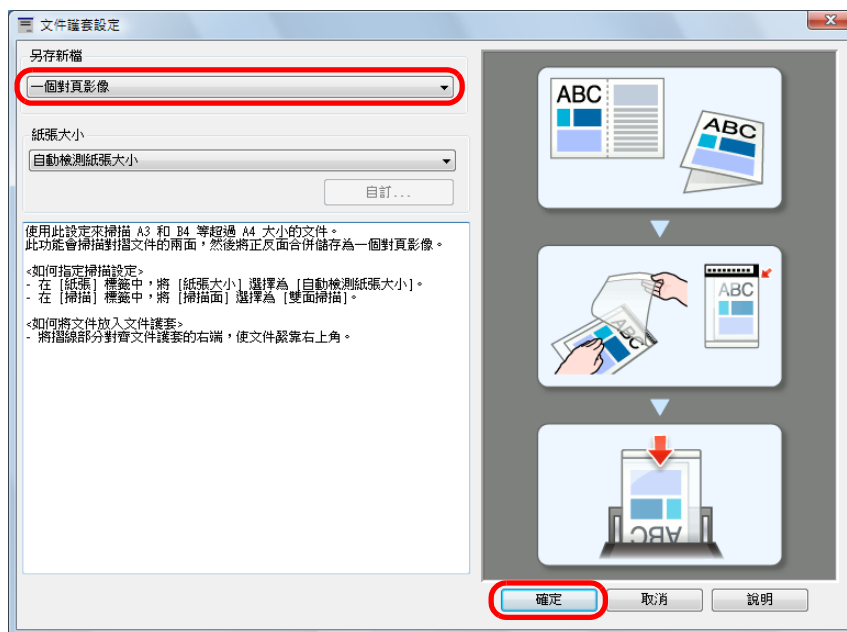 文件護套設定
另存新檔
一個對頁影像
紙張大小
自動檢測紙張大小
自訂...
使用此設定來掃描 A3 和 B4 等超過 A4 大小的文件。
此功能會掃描對摺文件的兩面，然後將正反面合併儲存為一個對頁影像。
<如何指定掃描設定>
- 在 [紙張] 標籤中，將 [紙張大小] 選擇為 [自動檢測紙張大小]。
- 在 [掃描] 標籤中，將 [掃描面] 選擇為 [雙面掃描]。
<如何將文件放入文件護套>
- 將摺線部分對齊文件護套的右端，使文件緊靠右上角。
ABC
ABC
ABC
ABC
ABC
確定
取消
說明